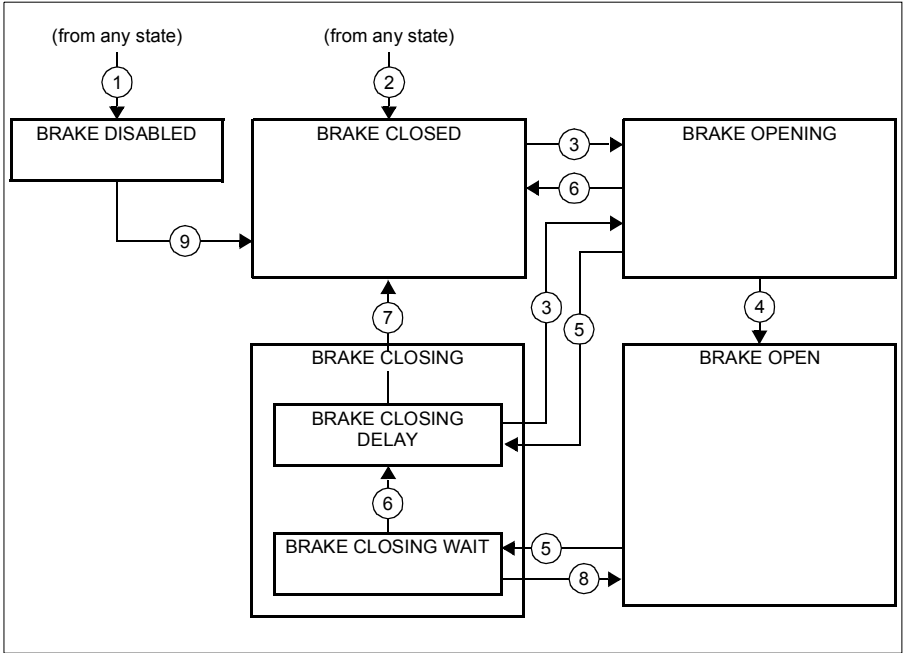 (from any state)
(from any state)
1
2
BRAKE DISABLED
BRAKE CLOSED
BRAKE OPENING
3
6
9
7
3
5
4
BRAKE CLOSING
BRAKE OPEN
BRAKE CLOSING
DELAY
6
BRAKE CLOSING WAIT
5
8